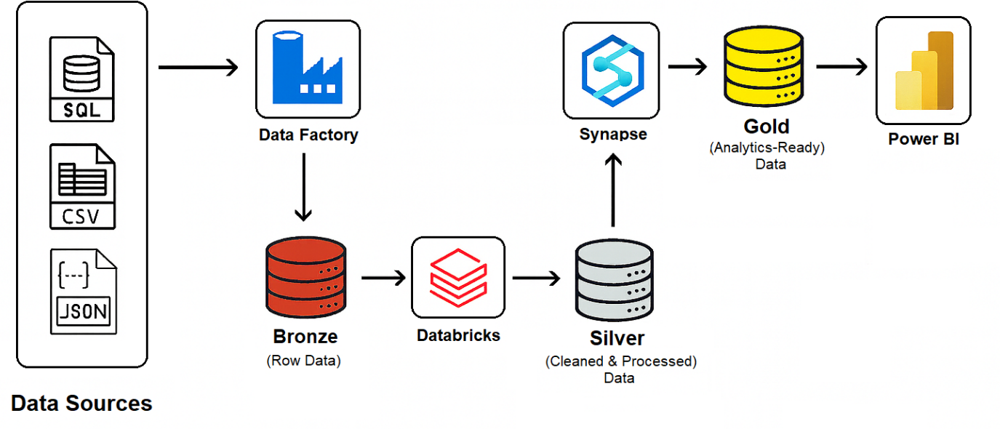 SQL
CSV
{---}
JSON
Data Sources
Data Factory
Bronze
(Row Data)
Databricks
Silver
(Cleaned & Processed)
Data
Synapse
Gold
(Analytics-Ready)
Data
Power BI